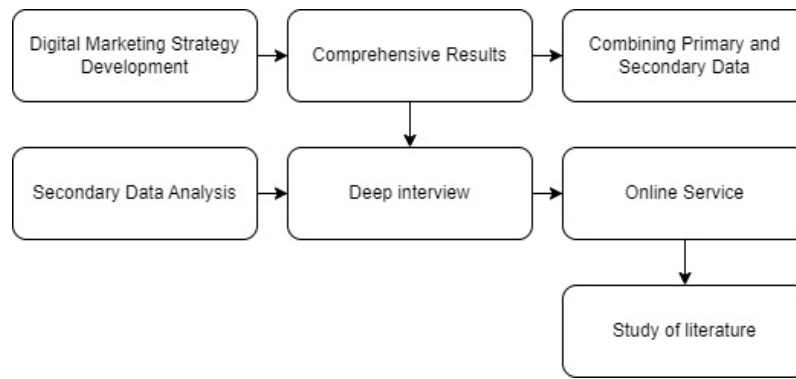 Digital Marketing Strategy
Development
Comprehensive Results
Combining Primary and
Secondary Data
Secondary Data Analysis
Deep interview
Online Service
Study of literature